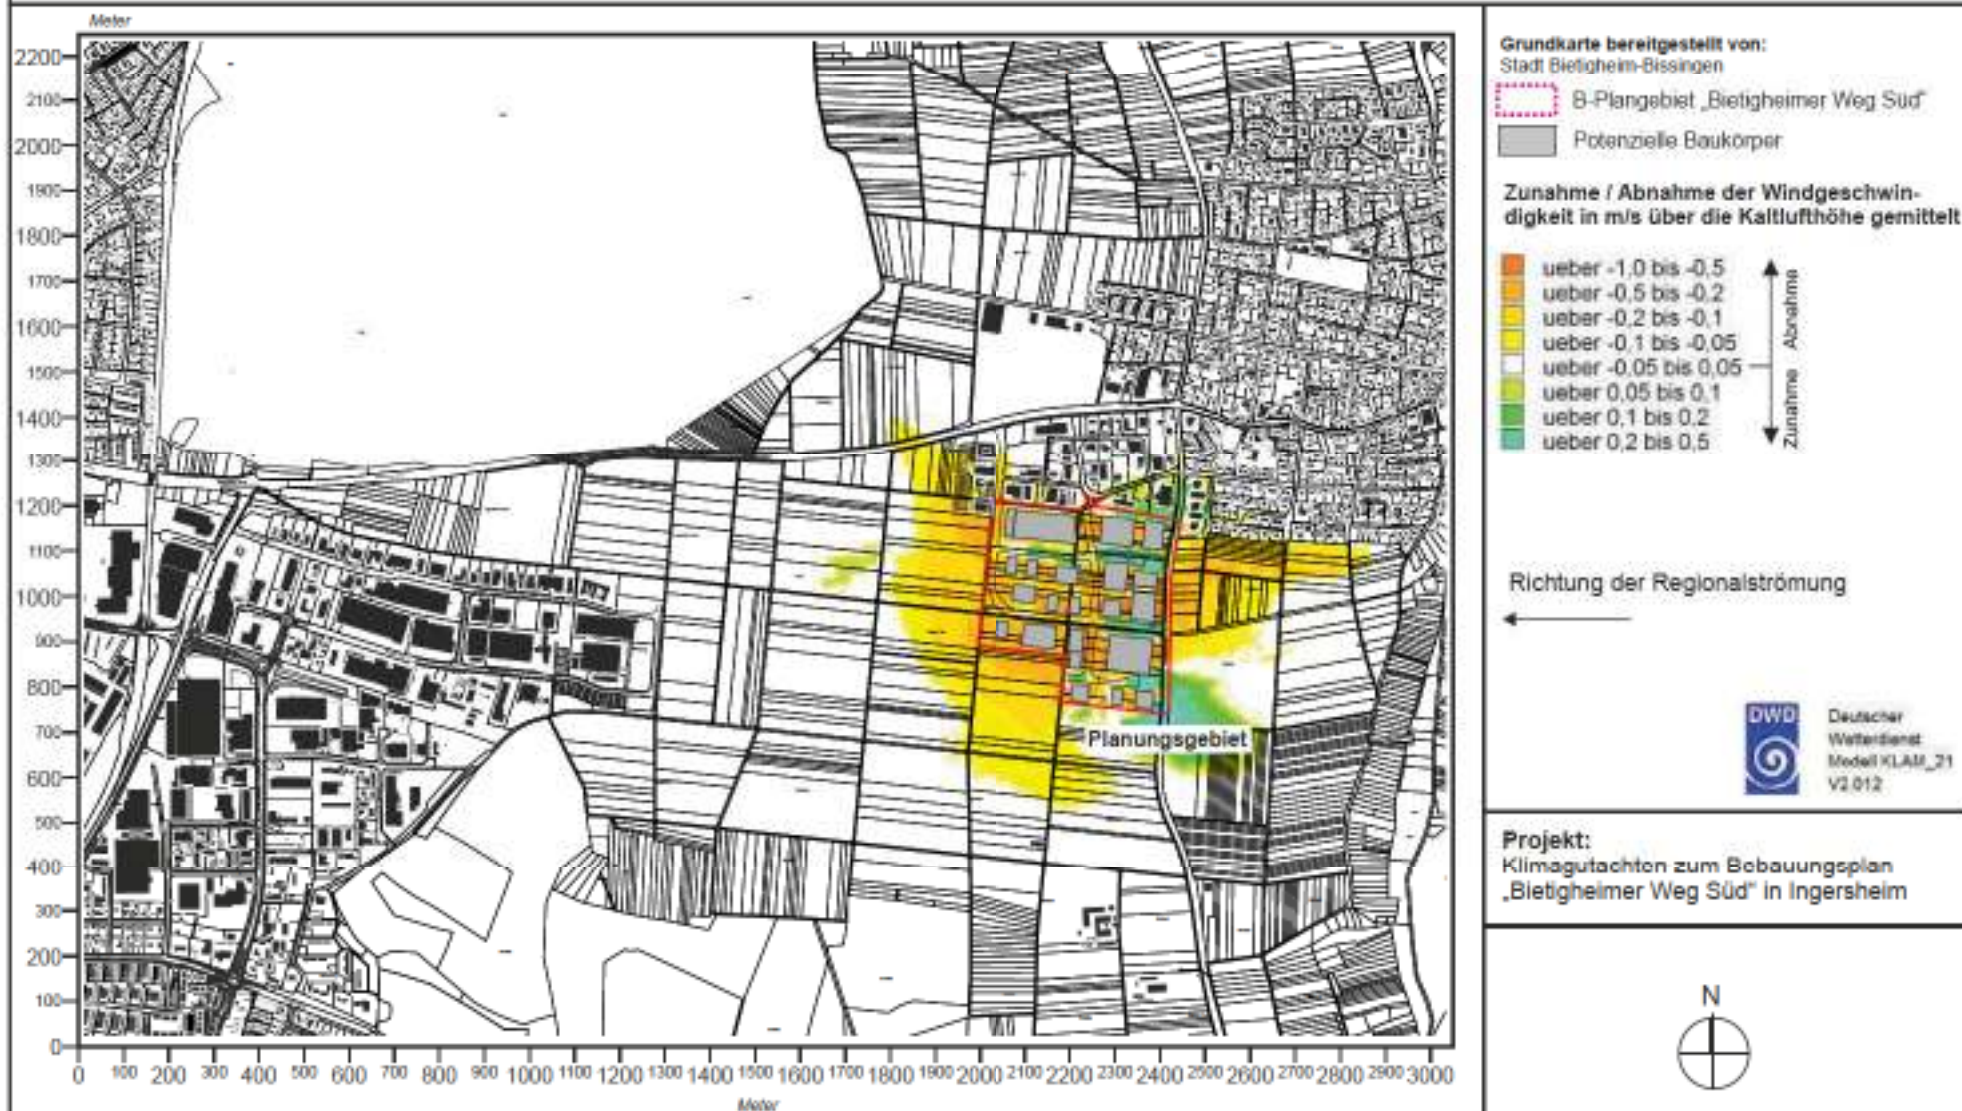 Meter
2200
2100
2000
1900
1800
1700
1600
1500
1400
1300
1200
1100
1000
900
800
700
600
500
400
300
200
100
0
0 100 200 300 400 500 600 700 800 900 1000 1100 1200 1300 1400 1500 1600 1700 1800 1900 2000 2100 2200 2300 2400 2500 2600 2700 2800 2900 3000
Meter
Planungsgebiet
Grundkarte bereitgestellt von:
Stadt Bietigheim-Bissingen
B-Plangebiet „Bietigheimer Weg Süd"
Potenzielle Baukörper
Zunahme / Abnahme der Windgeschwin-
digkeit in m/s über die Kaltlufthöhe gemittelt
ueber -1,0 bis -0,5
ueber -0,5 bis -0,2
ueber -0,2 bis -0,1
ueber -0,1 bis -0,05
ueber -0,05 bis 0,05
ueber 0,05 bis 0,1
ueber 0,1 bis 0,2
ueber 0,2 bis 0,5
Abnahme
Zunahme
Richtung der Regionalströmung
DWD
Deutscher
Wetterdienst
Modell KLAM_21
V2.012
Projekt:
Klimagutachten zum Bebauungsplan
„Bietigheimer Weg Süd" in Ingersheim
N